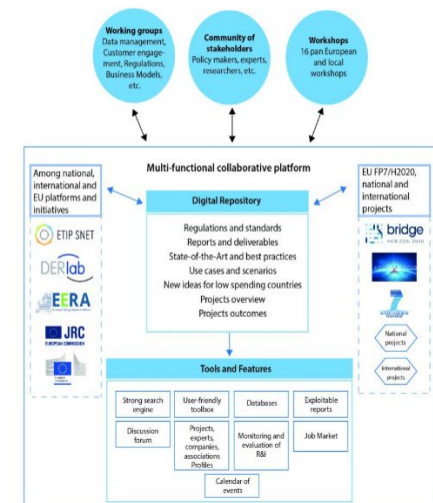 Working groups
Data management,
Customer engage-
ment, Regulations,
Business Models,
etc.
Community of
stakeholders
Policy makers, experts,
researchers, etc.
Workshops
16 pan European
and local
workshops
Multi-functional collaborative platform
Among national,
international and
EU platforms and
initiatives
ETIP SNET
DERlab
EERA
JRC
EUROPEAN COMMISSION
Digital Repository
Regulations and standards
Reports and deliverables
State-of-the-Art and best practices
Use cases and scenarios
New ideas for low spending countries
Projects overview
Projects outcomes
EU FP7/H2020,
national and
international
projects
bridge
HORIZON 2020
National
projects
International
projects
Tools and Features
Strong search
engine
User-friendly
toolbox
Databases
Exploitable
reports
Discussion
forum
Projects,
experts,
companies,
associations
Profiles
Monitoring and
evaluation of
R&I
Job Market
Calendar of
events